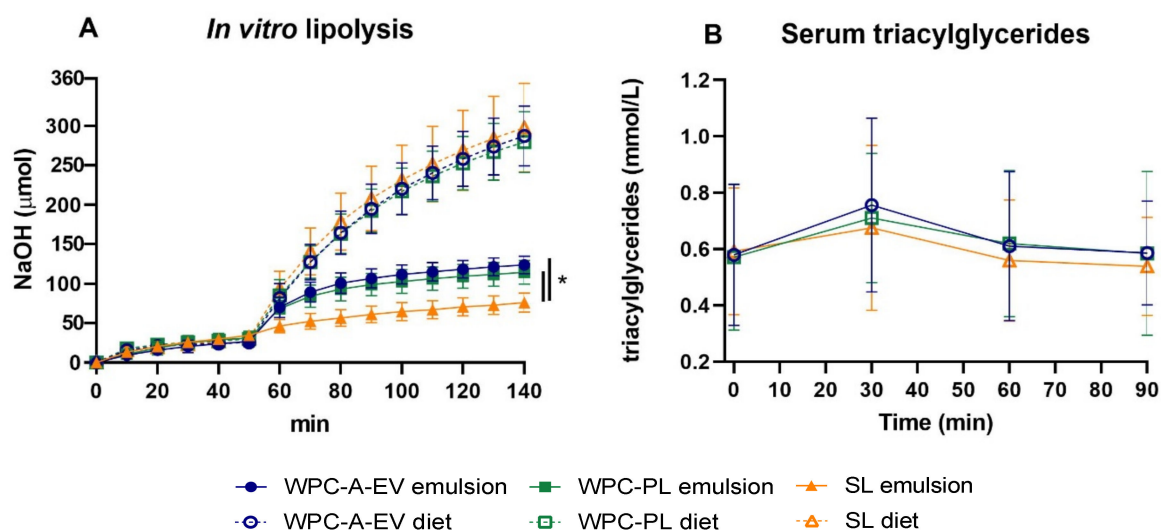 A
In vitro lipolysis
NaOH (μmol)
360
300
250
200
150
100
50
0
0 20 40 60 80 100 120 140
min
*
B
Serum triacylglycerides
triacylglycerides (mmol/L)
1.2
1.0
0.8
0.6
0.4
0.2
0 10 20 30 40 50 60 70 80 90
Time (min)
WPC-A-EV emulsion WPC-PL emulsion SL emulsion
WPC-A-EV diet WPC-PL diet SL diet